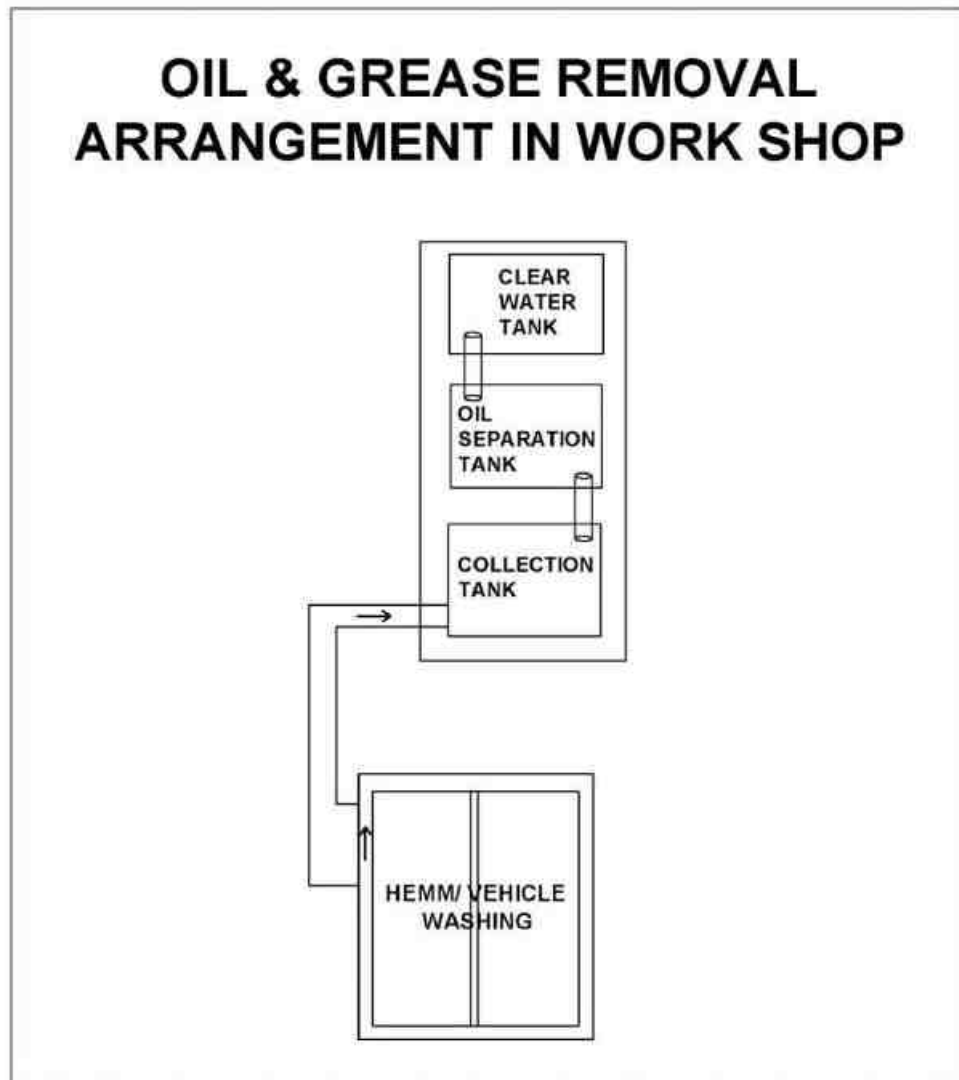 OIL & GREASE REMOVAL
ARRANGEMENT IN WORK SHOP
CLEAR
WATER
TANK
OIL
SEPARATION
TANK
COLLECTION
TANK
HEMM/ VEHICLE
WASHING